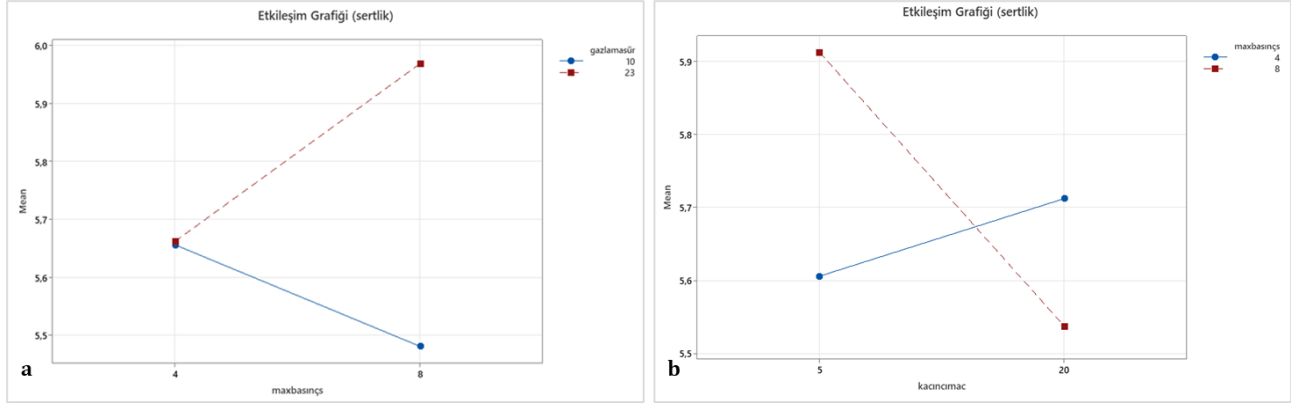 Etkileşim Grafiği (sertlik)
gazlamasür
10
23
6,0
5,9
5,8
5,7
5,6
5,5
Mean
4
8
maxbasınçs
a
Etkileşim Grafiği (sertlik)
maxbasınçs
4
8
5,9
5,8
5,7
5,6
5,5
Mean
5
20
kacıncımac
b